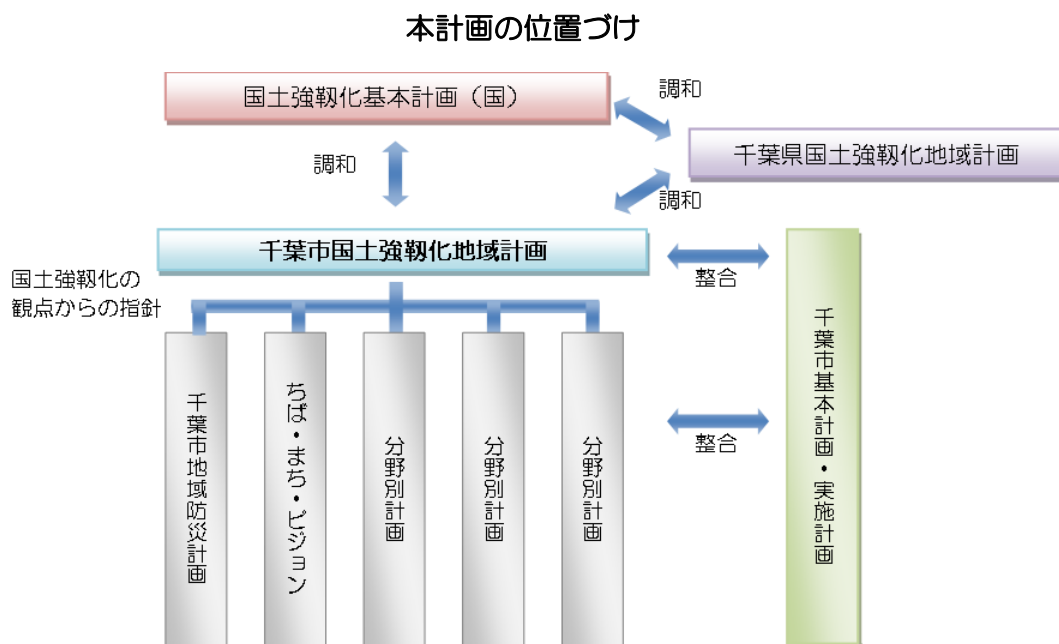 本計画の位置づけ
国土強靱化基本計画（国）
調和
千葉県国土強靱化地域計画
調和
調和
千葉市国土強靱化地域計画
整合
国土強靱化の
観点からの指針
千葉市地域防災計画
ちば・まち・ビジョン
分野別計画
分野別計画
分野別計画
整合
千葉市基本計画・実施計画